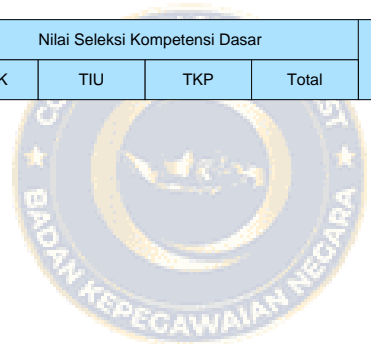 Nilai Seleksi Kompetensi Dasar
K TIU TKP Total
BADAN KEPEGAWAIAN NEGARA